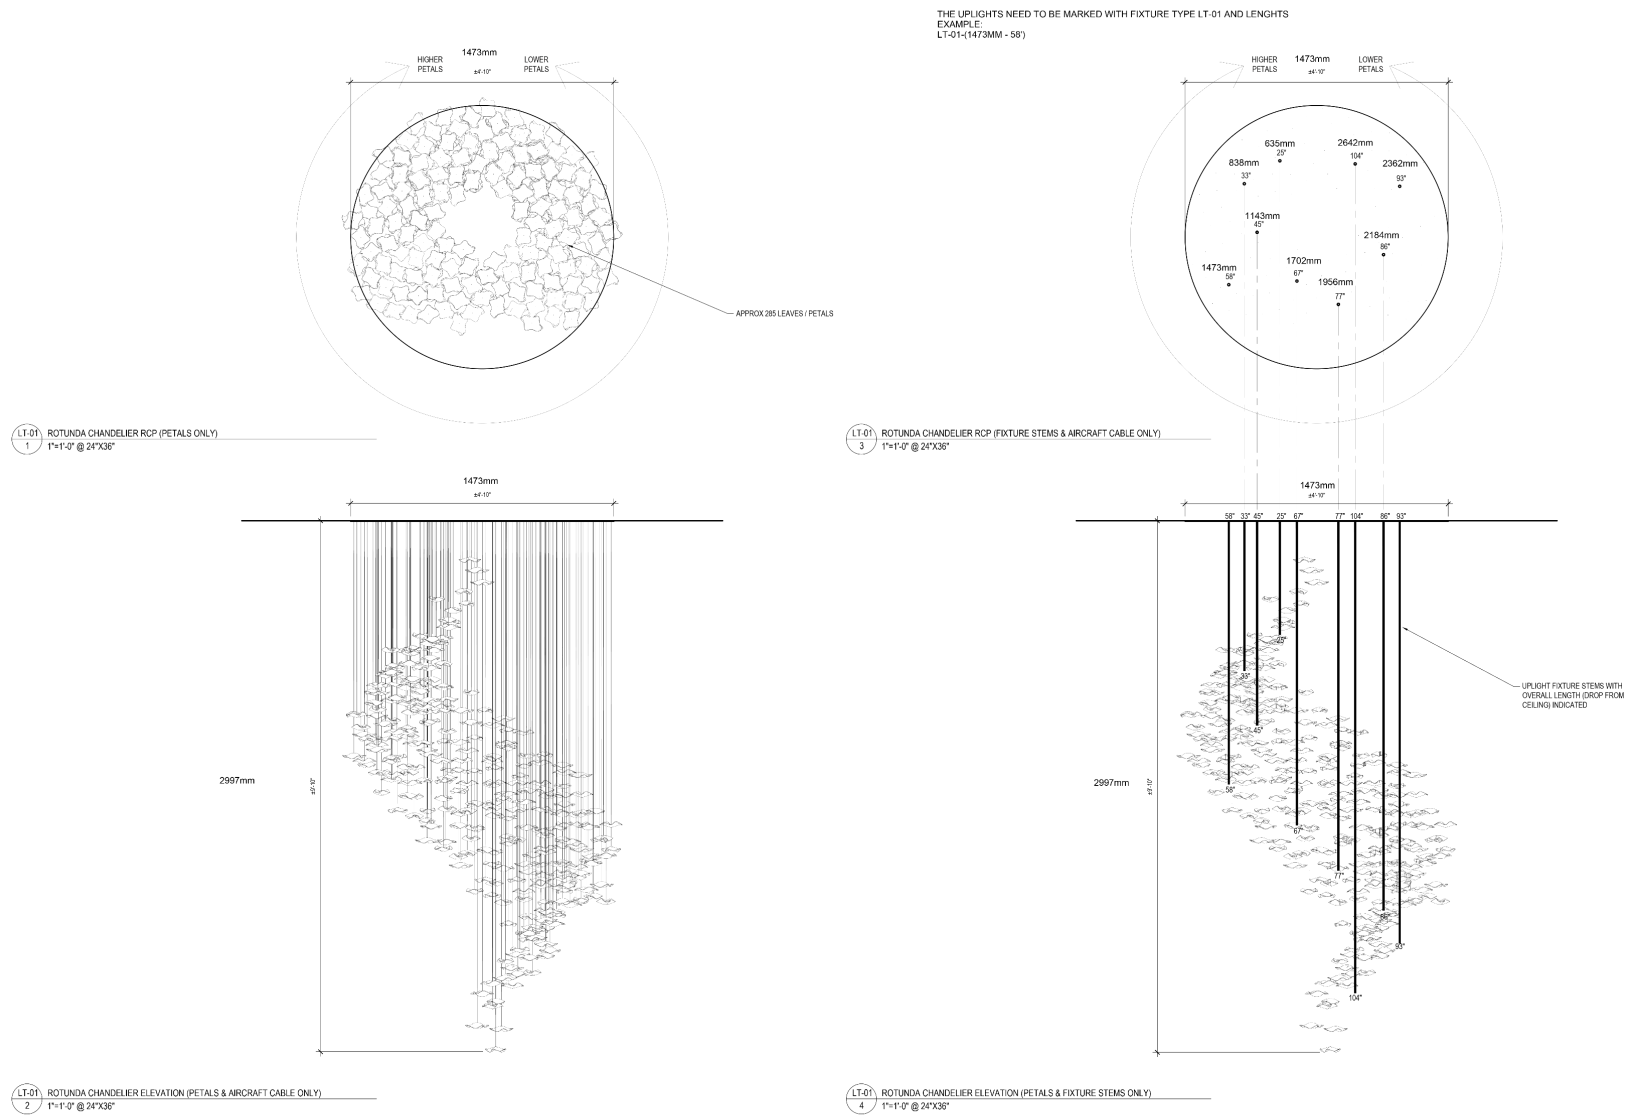 THE UPLIGHTS NEED TO BE MARKED WITH FIXTURE TYPE LT-01 AND LENGHTS
EXAMPLE:
LT-01-(1473MM - 58')
1473mm
±4'-10"
HIGHER
PETALS
LOWER
PETALS
APPROX 285 LEAVES / PETALS
LT-01
1
ROTUNDA CHANDELIER RCP (PETALS ONLY)
1"=1'-0" @ 24"X36"
1473mm
±4'-10"
HIGHER
PETALS
LOWER
PETALS
635mm
25"
2642mm
104"
838mm
33"
2362mm
93"
1143mm
45"
2184mm
86"
1473mm
58"
1702mm
67"
1956mm
77"
LT-01
3
ROTUNDA CHANDELIER RCP (FIXTURE STEMS & AIRCRAFT CABLE ONLY)
1"=1'-0" @ 24"X36"
1473mm
±4'-10"
2997mm
±9'-10"
LT-01
2
ROTUNDA CHANDELIER ELEVATION (PETALS & AIRCRAFT CABLE ONLY)
1"=1'-0" @ 24"X36"
1473mm
±4'-10"
58" 33" 45" 25" 67" 77" 104" 86" 93"
25"
33"
45"
58"
67"
77"
86"
93"
104"
UPLIGHT FIXTURE STEMS WITH
OVERALL LENGTH (DROP FROM
CEILING) INDICATED
2997mm
±9'-10"
LT-01
4
ROTUNDA CHANDELIER ELEVATION (PETALS & FIXTURE STEMS ONLY)
1"=1'-0" @ 24"X36"